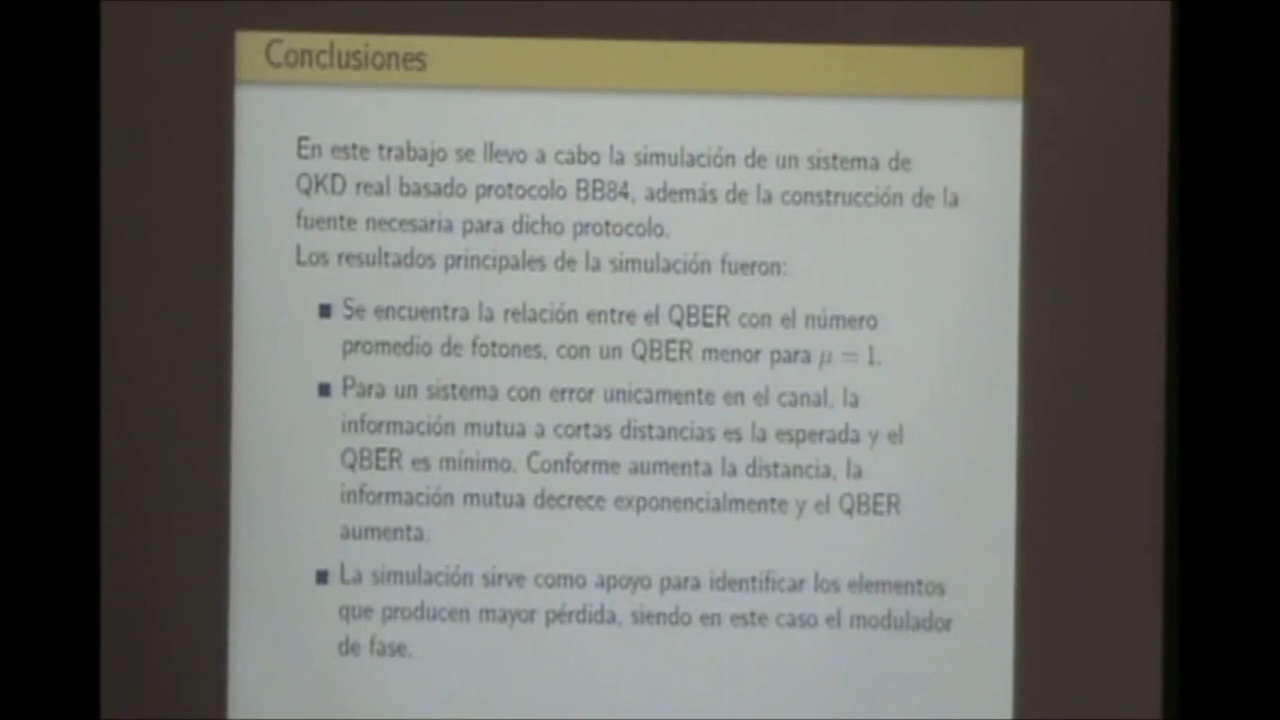 Conclusiones
En este trabajo se llevo a cabo la simulación de un sistema de
QKD real basado protocolo BB84, además de la construcción de la
fuente necesaria para dicho protocolo.
Los resultados principales de la simulación fueron:
■ Se encuentra la relación entre el QBER con el número
promedio de fotones, con un QBER menor para μ = 1.
■ Para un sistema con error unicamente en el canal, la
información mutua a cortas distancias es la esperada y el
QBER es mínimo. Conforme aumenta la distancia, la
información mutua decrece exponencialmente y el QBER
aumenta.
■ La simulación sirve como apoyo para identificar los elementos
que producen mayor pérdida, siendo en este caso el modulador
de fase.